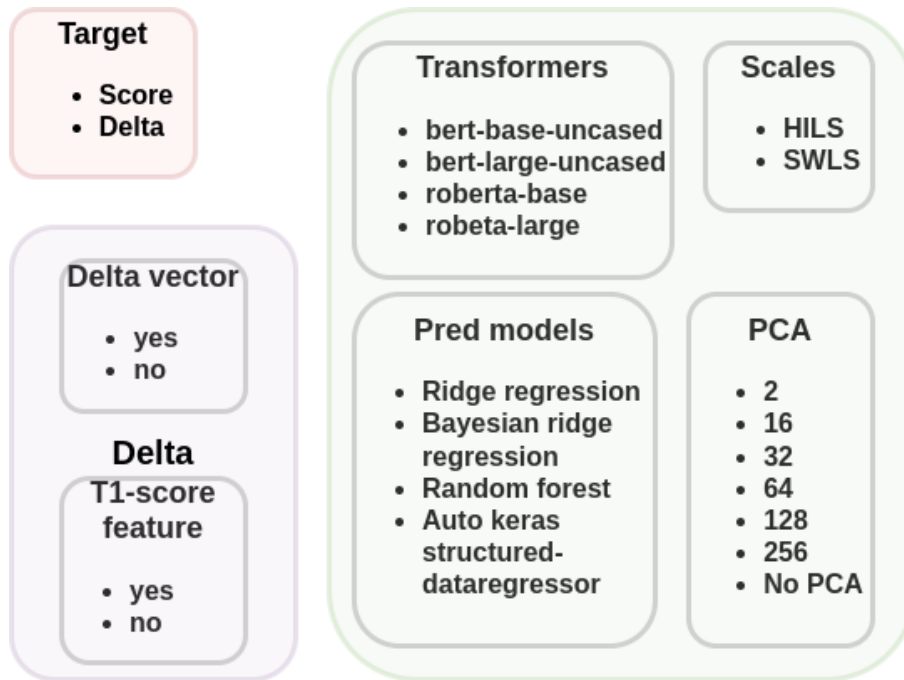 Target
• Score
• Delta
Delta vector
• yes
• no
Delta
T1-score
feature
• yes
• no
Transformers
• bert-base-uncased
• bert-large-uncased
• roberta-base
• robeta-large
Scales
• HILS
• SWLS
Pred models
• Ridge regression
• Bayesian ridge
regression
• Random forest
• Auto keras
structured-
dataregressor
PCA
• 2
• 16
• 32
• 64
• 128
• 256
• No PCA